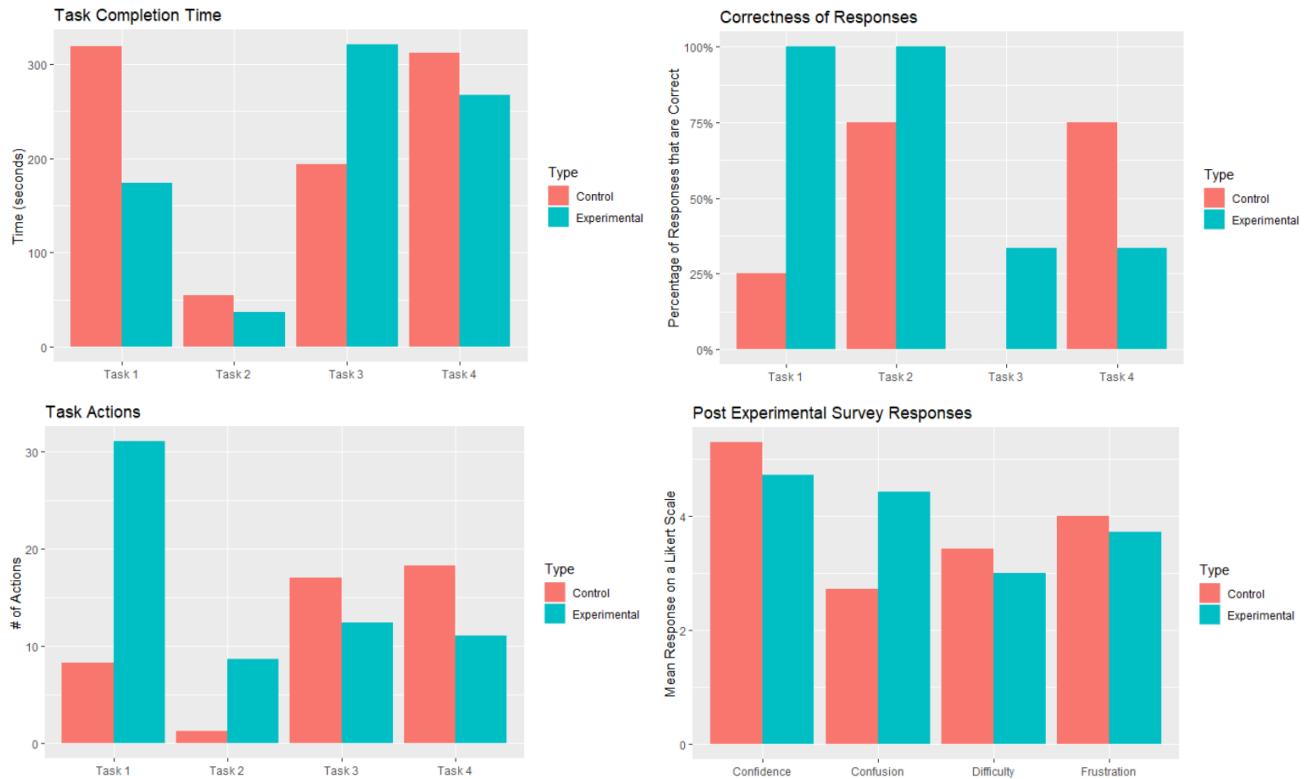 Task Completion Time
Time (seconds)
300
200
100
0
Task 1
Task 2
Task 3
Task 4
Type
Control
Experimental
Correctness of Responses
Percentage of Responses that are Correct
100%
75%
50%
25%
0%
Task 1
Task 2
Task 3
Task 4
Type
Control
Experimental
Task Actions
# of Actions
30
20
10
0
Task 1
Task 2
Task 3
Task 4
Type
Control
Experimental
Post Experimental Survey Responses
Mean Response on a Likert Scale
4
2
0
Confidence
Confusion
Difficulty
Frustration
Type
Control
Experimental